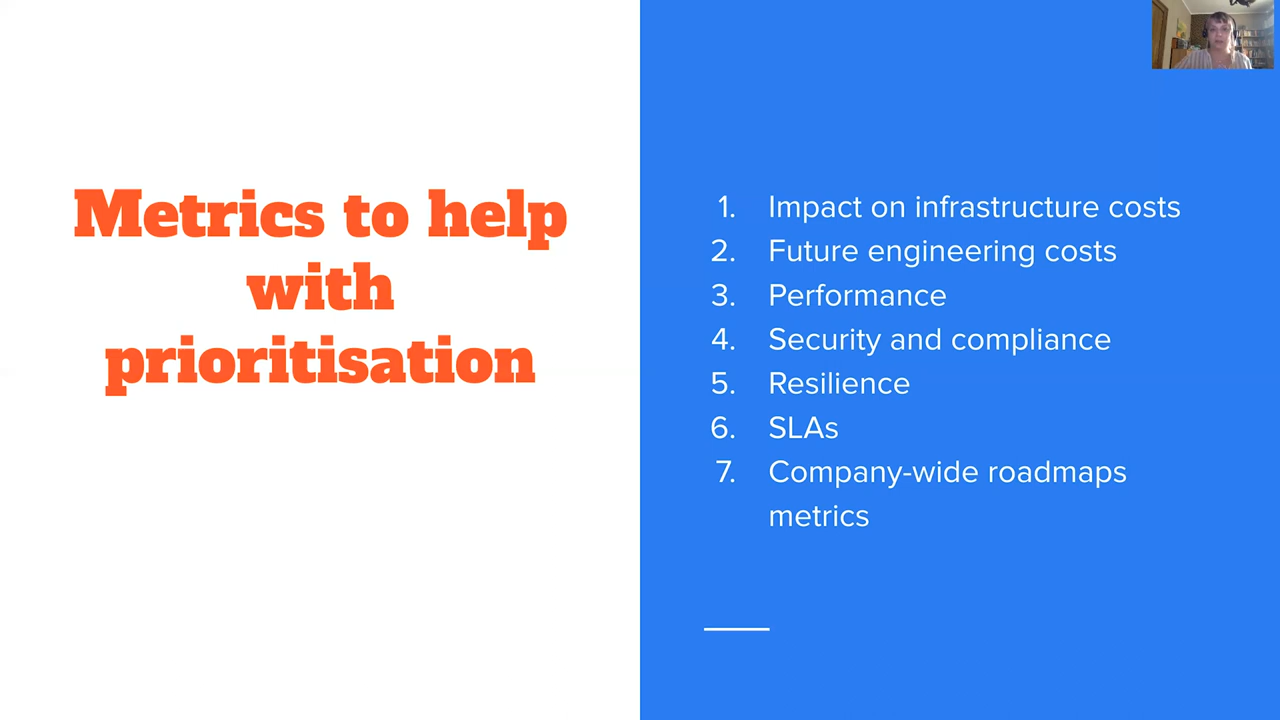 Metrics to help
with
prioritisation
1. Impact on infrastructure costs
2. Future engineering costs
3. Performance
4. Security and compliance
5. Resilience
6. SLAs
7. Company-wide roadmaps
metrics